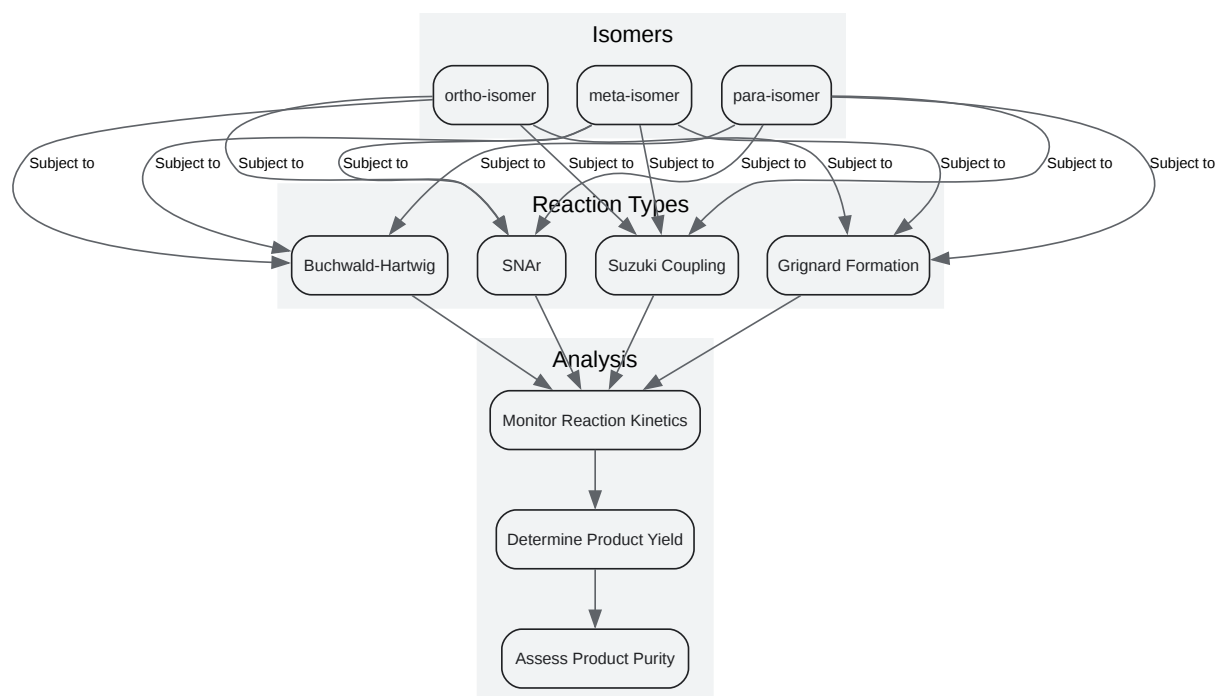 Isomers
ortho-isomer
meta-isomer
para-isomer
Subject to
Subject to
Subject to
Subject to
Subject to
Subject to
Subject to
Subject to
Subject to
Subject to
Subject to
Subject to
Reaction Types
Buchwald-Hartwig
SNAr
Suzuki Coupling
Grignard Formation
Analysis
Monitor Reaction Kinetics
Determine Product Yield
Assess Product Purity